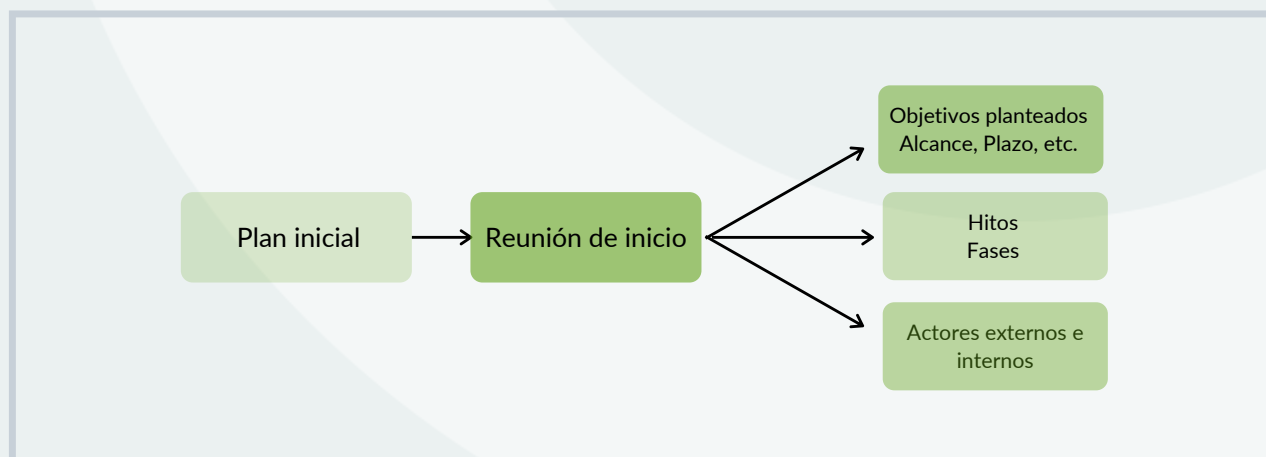 Plan inicial
Reunión de inicio
Objetivos planteados
Alcance, Plazo, etc.
Hitos
Fases
Actores externos e
internos